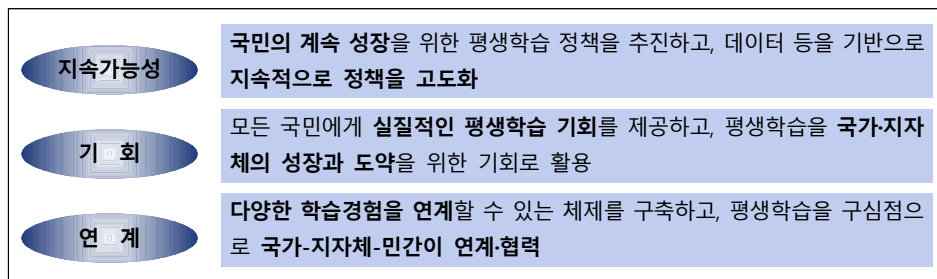 지속가능성
국민의 계속 성장을 위한 평생학습 정책을 추진하고, 데이터 등을 기반으로
지속적으로 정책을 고도화
기 회
모든 국민에게 실질적인 평생학습 기회를 제공하고, 평생학습을 국가·지자
체의 성장과 도약을 위한 기회로 활용
연 계
다양한 학습경험을 연계할 수 있는 체제를 구축하고, 평생학습을 구심점으
로 국가-지자체-민간이 연계·협력